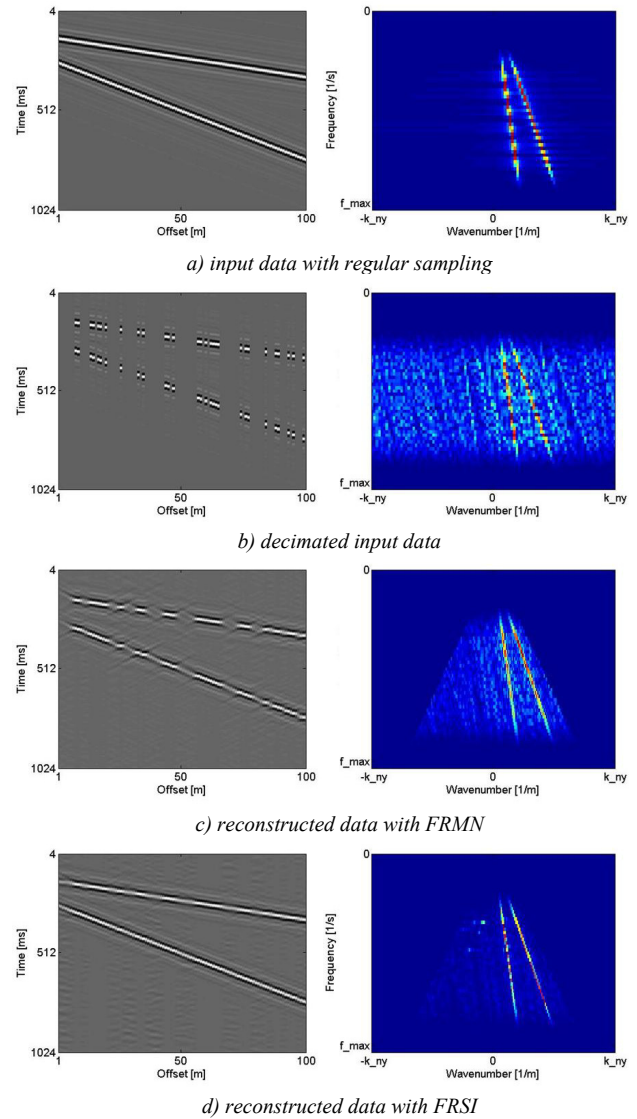 4
Time [ms]
512
1024
1
50
100
Offset [m]
0
Frequency [1/s]
f_max
-k_ny
0
k_ny
Wavenumber [1/m]
a) input data with regular sampling
4
Time [ms]
512
1024
1
50
100
Offset [m]
0
Frequency [1/s]
f_max
-k_ny
0
k_ny
Wavenumber [1/m]
b) decimated input data
4
Time [ms]
512
1024
1
50
100
Offset [m]
0
Frequency [1/s]
f_max
-k_ny
0
k_ny
Wavenumber [1/m]
c) reconstructed data with FRMN
4
Time [ms]
512
1024
1
50
100
Offset [m]
0
Frequency [1/s]
f_max
-k_ny
0
k_ny
Wavenumber [1/m]
d) reconstructed data with FRSI